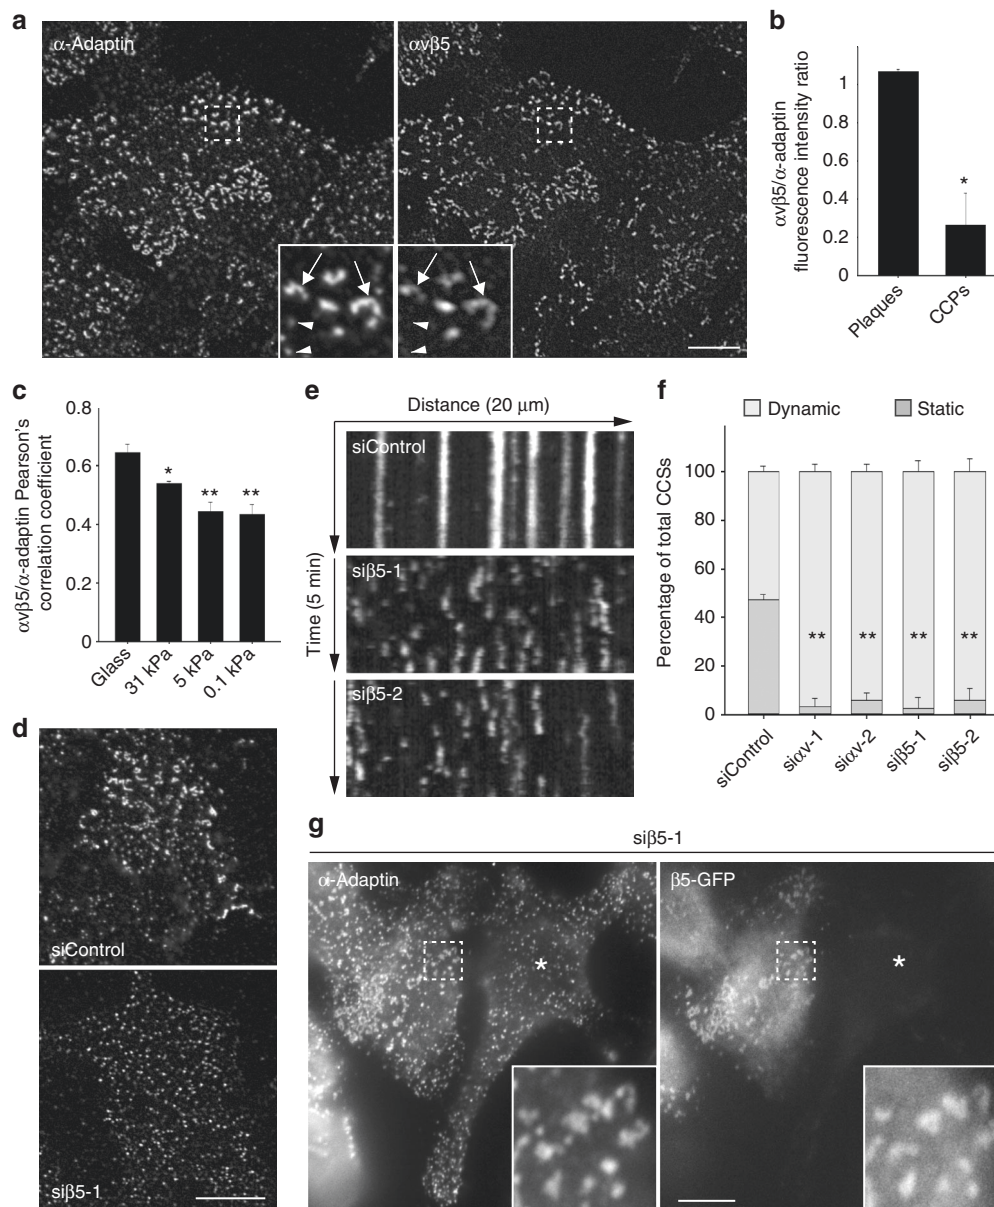 a
α-Adaptin
αvβ5
b
αvβ5/α-adaptin
fluorescence intensity ratio
1
0.8
0.6
0.4
0.2
0
*
Plaques
CCPs
c
αvβ5/α-adaptin Pearson's
correlation coefficient
0.8
0.6
0.4
0.2
0
*
**
**
Glass
31 kPa
5 kPa
0.1 kPa
d
siControl
siβ5-1
e
Distance (20 μm)
Time (5 min)
siControl
siβ5-1
siβ5-2
f
Dynamic
Static
Percentage of total CCSs
100
80
60
40
20
0
**
**
**
**
siControl
siαv-1
siαv-2
siβ5-1
siβ5-2
g
siβ5-1
α-Adaptin
*
β5-GFP
*